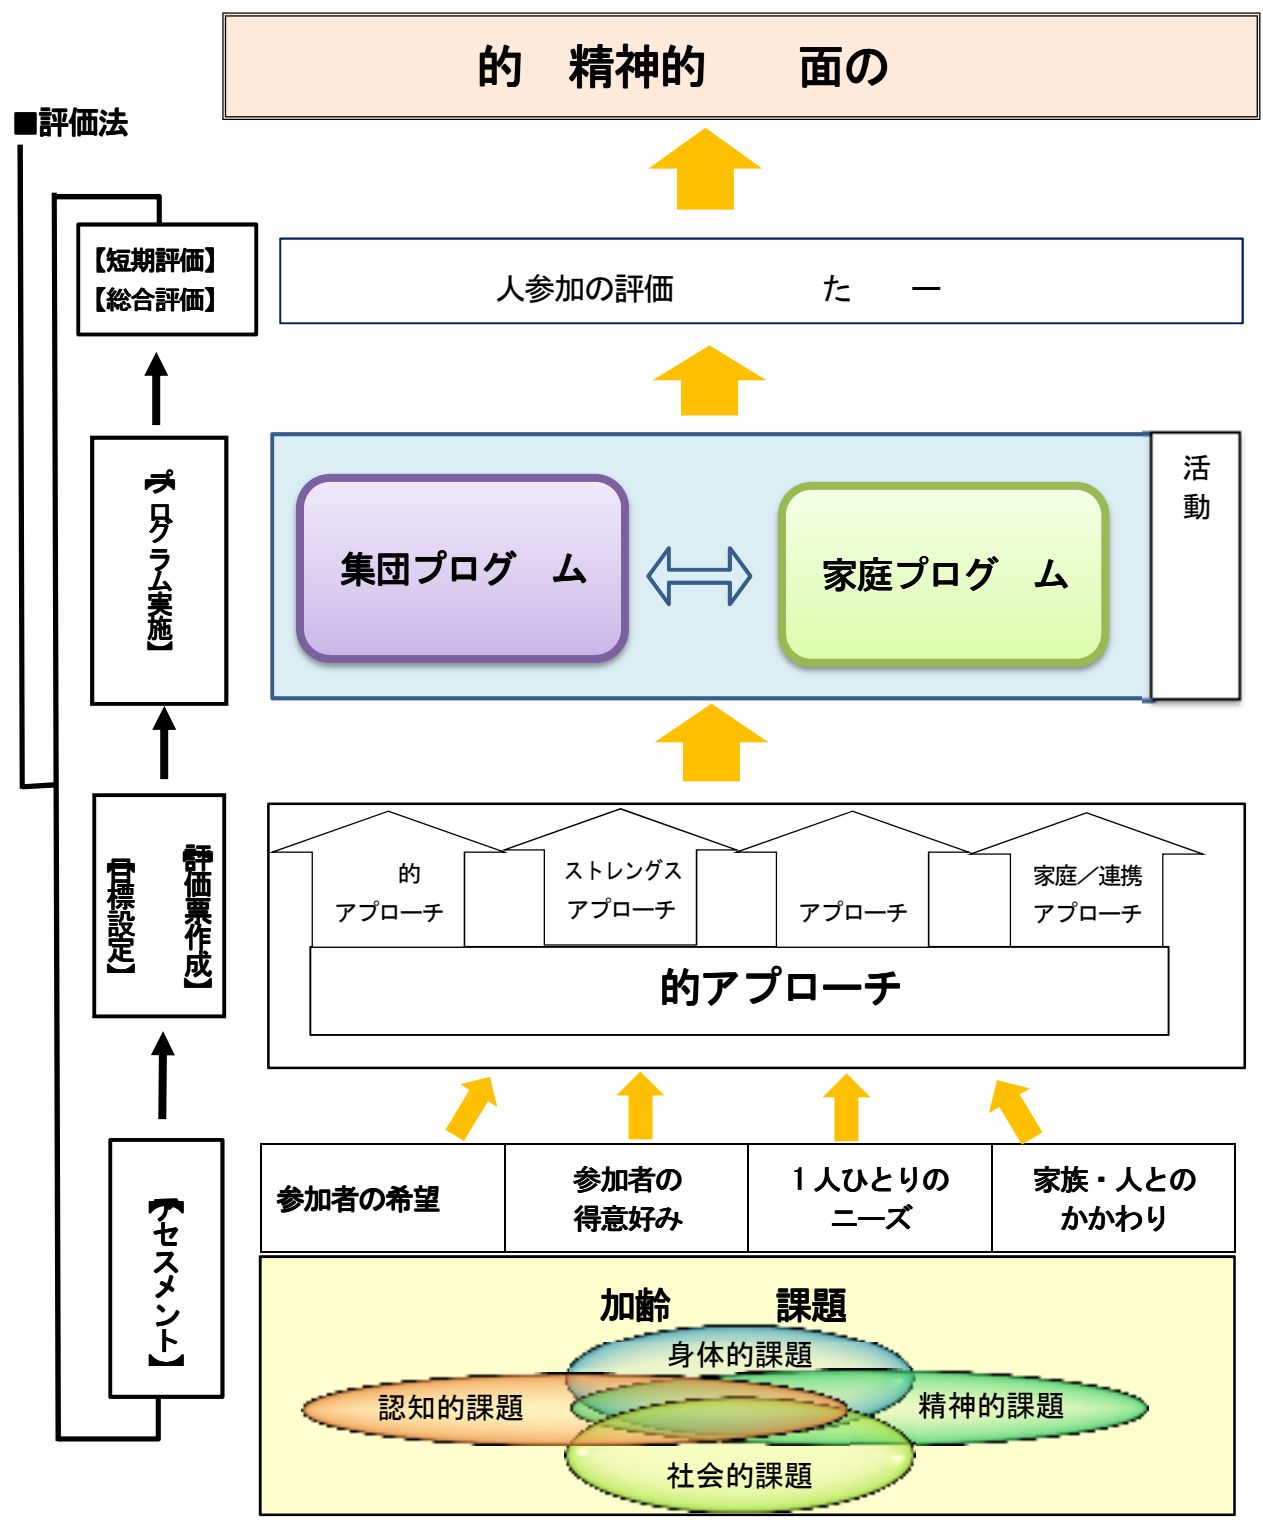 的　精神的　　面の
■評価法
【短期評価】
【総合評価】
人参加の評価　　　　　た　　ー
【プログラム実施】
集団プログ　ム
家庭プログ　ム
活
動
【評価票作成】
【目標設定】
的
アプローチ
ストレングス
アプローチ
アプローチ
家庭／連携
アプローチ
的アプローチ
【アセスメント】
参加者の希望
参加者の
得意好み
1人ひとりの
ニーズ
家族・人との
かかわり
加齢　　　課題
身体的課題
認知的課題
精神的課題
社会的課題